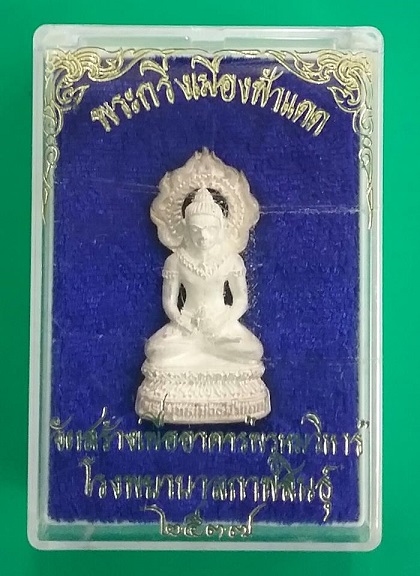 พระกริ่งเมืองฟ้าแดด
จัดสร้างเพื่ออาคารพรหมวิหาร
โรงพยาบาลกาฬสินธุ์
๒๕๓๗